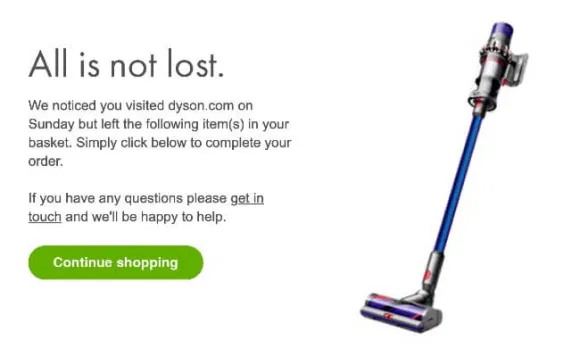 All is not lost.
We noticed you visited dyson.com on
Sunday but left the following item(s) in your
basket. Simply click below to complete your
order.
If you have any questions please get in
touch and we'll be happy to help.
Continue shopping